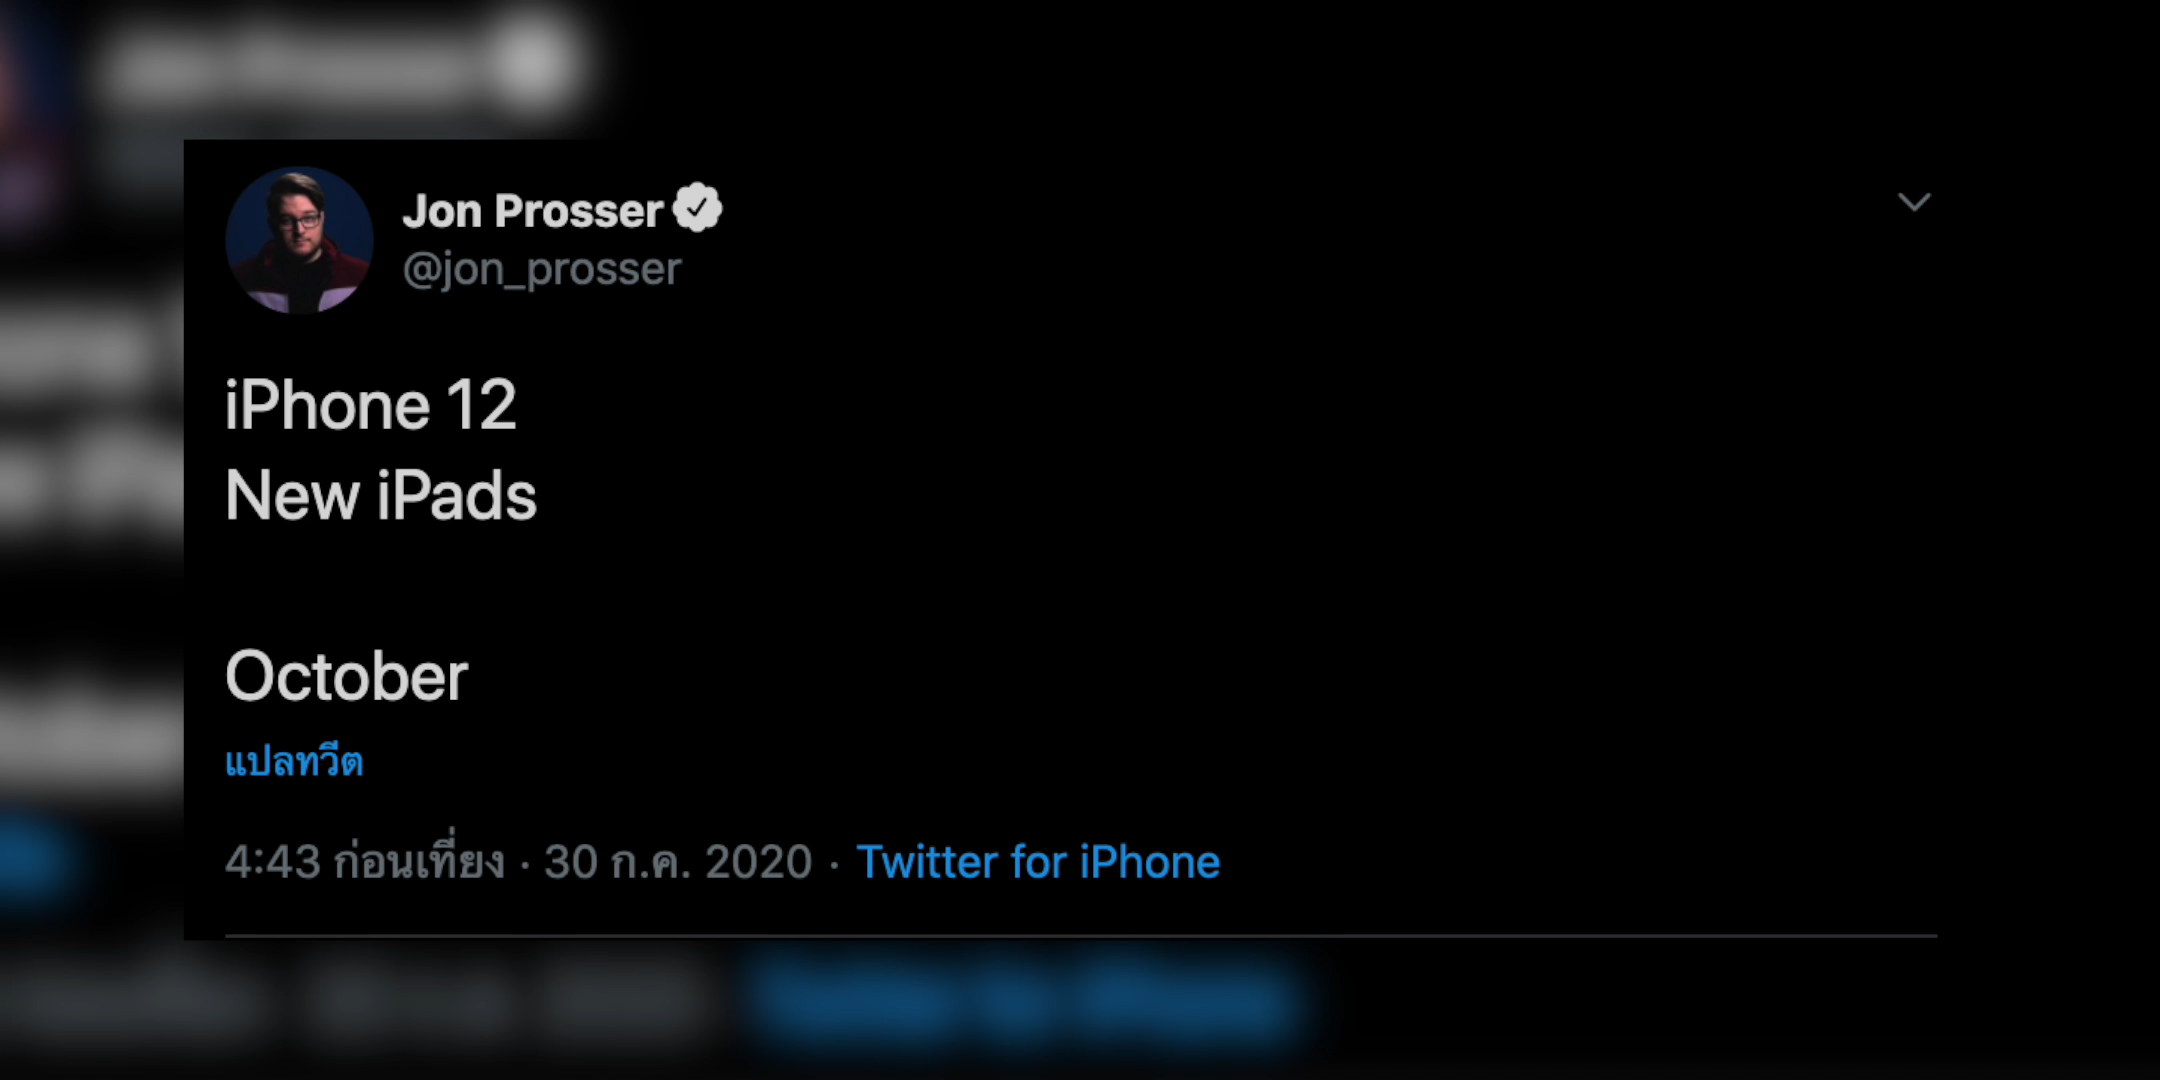 Jon Prosser
@jon_prosser
iPhone 12
New iPads
October
แปลทวีต
4:43 ก่อนเที่ยง · 30 ก.ค. 2020 · Twitter for iPhone